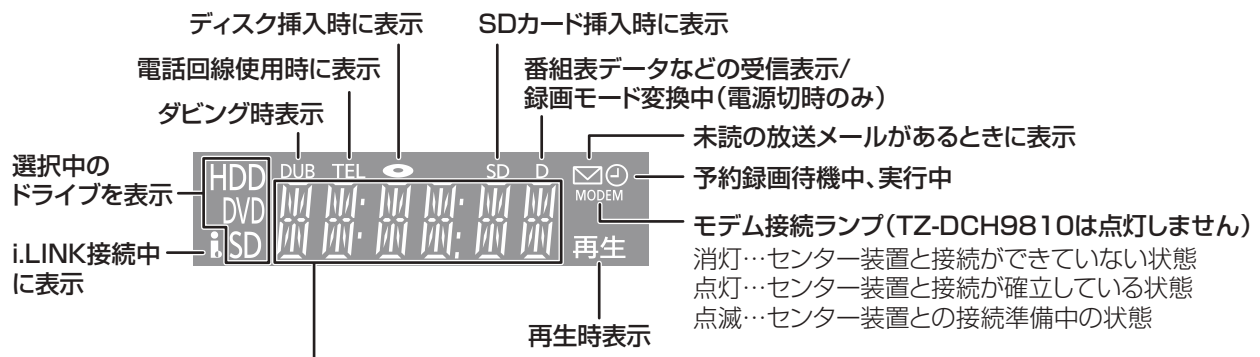 ディスク挿入時に表示
SDカード挿入時に表示
電話回線使用時に表示
番組表データなどの受信表示/
録画モード変換中(電源切時のみ)
ダビング時表示
未読の放送メールがあるときに表示
選択中の
ドライブを表示
HDD
DUB TEL SD D
予約録画待機中、実行中
DVD
MODEM
モデム接続ランプ(TZ-DCH9810は点灯しません)
i.LINK接続中
に表示
i SD
再生
消灯…センター装置と接続ができていない状態
点灯…センター装置と接続が確立している状態
点滅…センター装置との接続準備中の状態
再生時表示